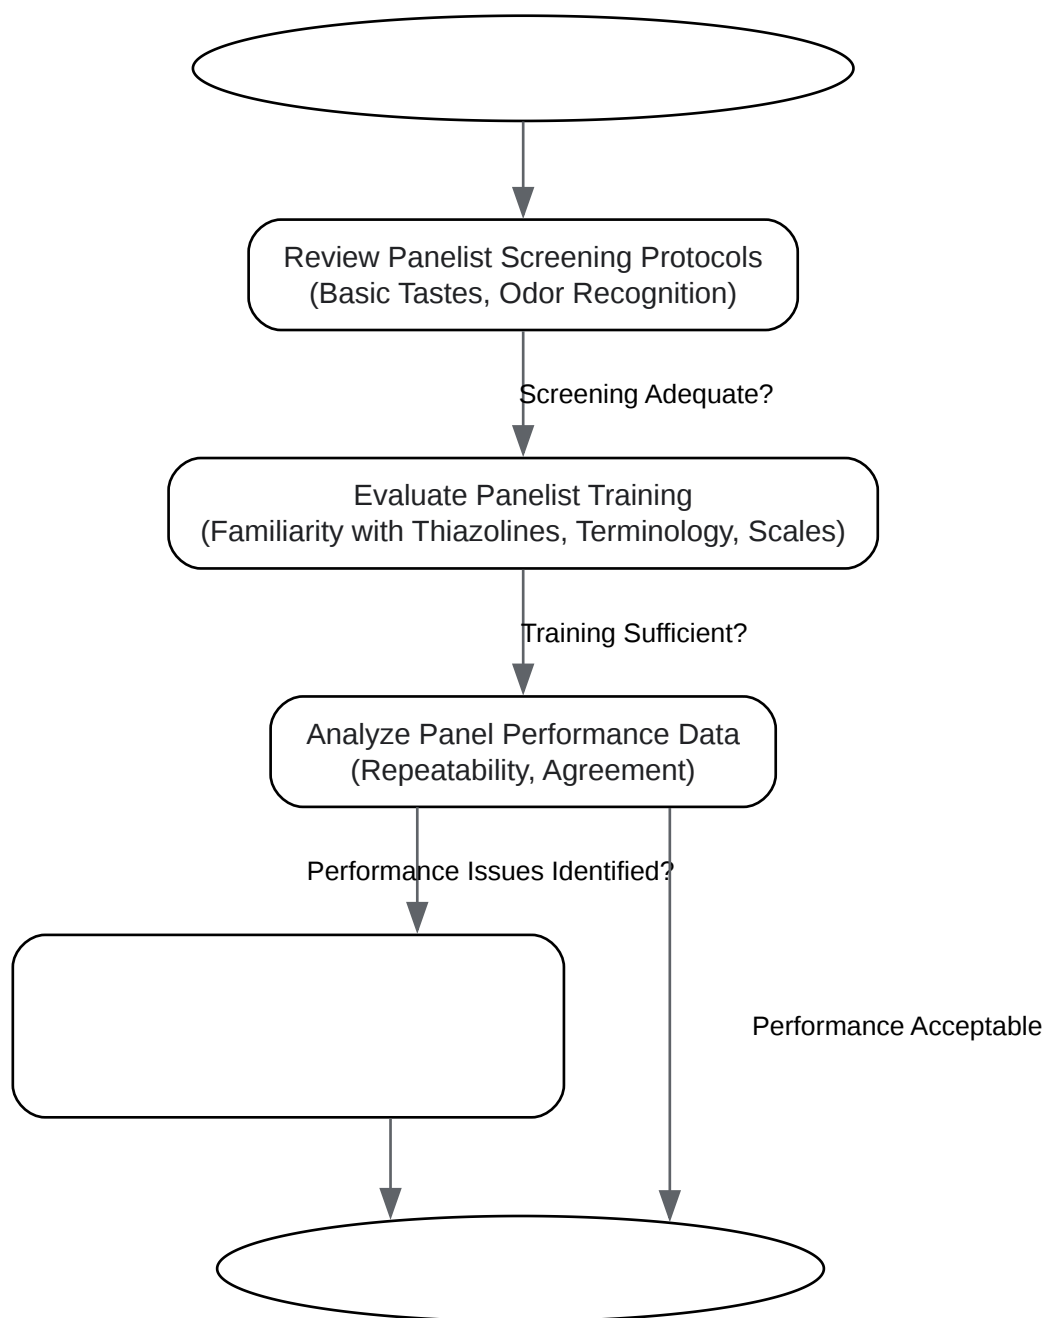 Review Panelist Screening Protocols
(Basic Tastes, Odor Recognition)
Screening Adequate?
Evaluate Panelist Training
(Familiarity with Thiazolines, Terminology, Scales)
Training Sufficient?
Analyze Panel Performance Data
(Repeatability, Agreement)
Performance Issues Identified?
Performance Acceptable